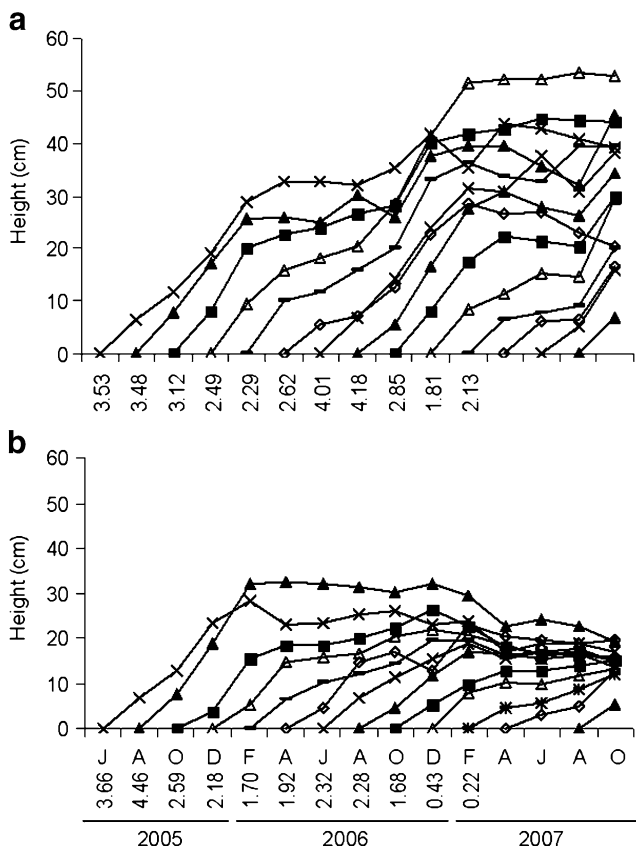 a
Height (cm)
60
50
40
30
20
10
0
3.53 3.48 3.12 2.49 2.29 2.62 4.01 4.18 2.85 1.81 2.13
b
Height (cm)
60
50
40
30
20
10
0
J A O D F A J A O D F A J A O
3.66 4.46 2.59 2.18 1.70 1.92 2.32 2.28 1.68 0.43 0.22
2005 2006 2007